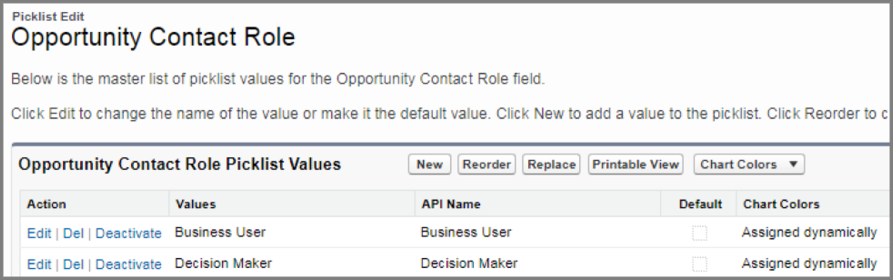 Picklist Edit
Opportunity Contact Role
Below is the master list of picklist values for the Opportunity Contact Role field.
Click Edit to change the name of the value or make it the default value. Click New to add a value to the picklist. Click Reorder to c
Opportunity Contact Role Picklist Values New Reorder Replace Printable View Chart Colors ▼
Action Values API Name Default Chart Colors
Edit | Del | Deactivate Business User Business User Assigned dynamically
Edit | Del | Deactivate Decision Maker Decision Maker Assigned dynamically